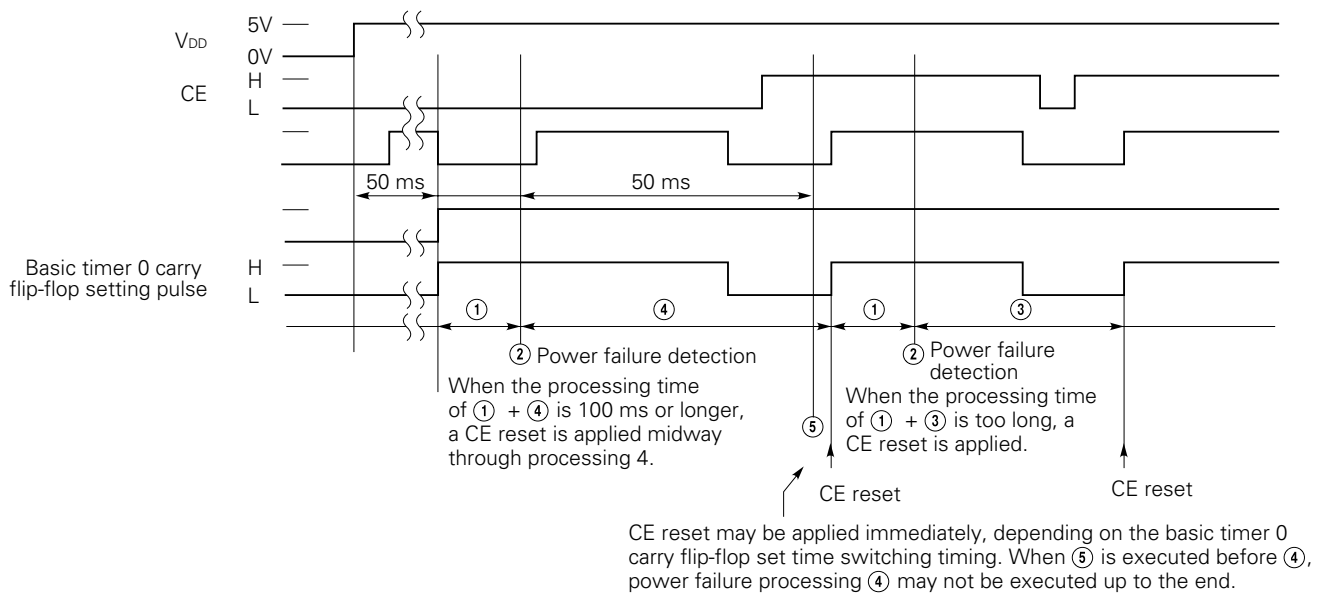 5V
VDD
0V
H
CE
L
50 ms
50 ms
Basic timer 0 carry
flip-flop setting pulse
H
L
① ④ ① ③
② Power failure detection
② Power failure
detection
When the processing time
of ① + ④ is 100 ms or longer,
a CE reset is applied midway
through processing 4.
⑤
When the processing time
of ① + ③ is too long, a
CE reset is applied.
CE reset
CE reset
CE reset may be applied immediately, depending on the basic timer 0
carry flip-flop set time switching timing. When ⑤ is executed before ④,
power failure processing ④ may not be executed up to the end.